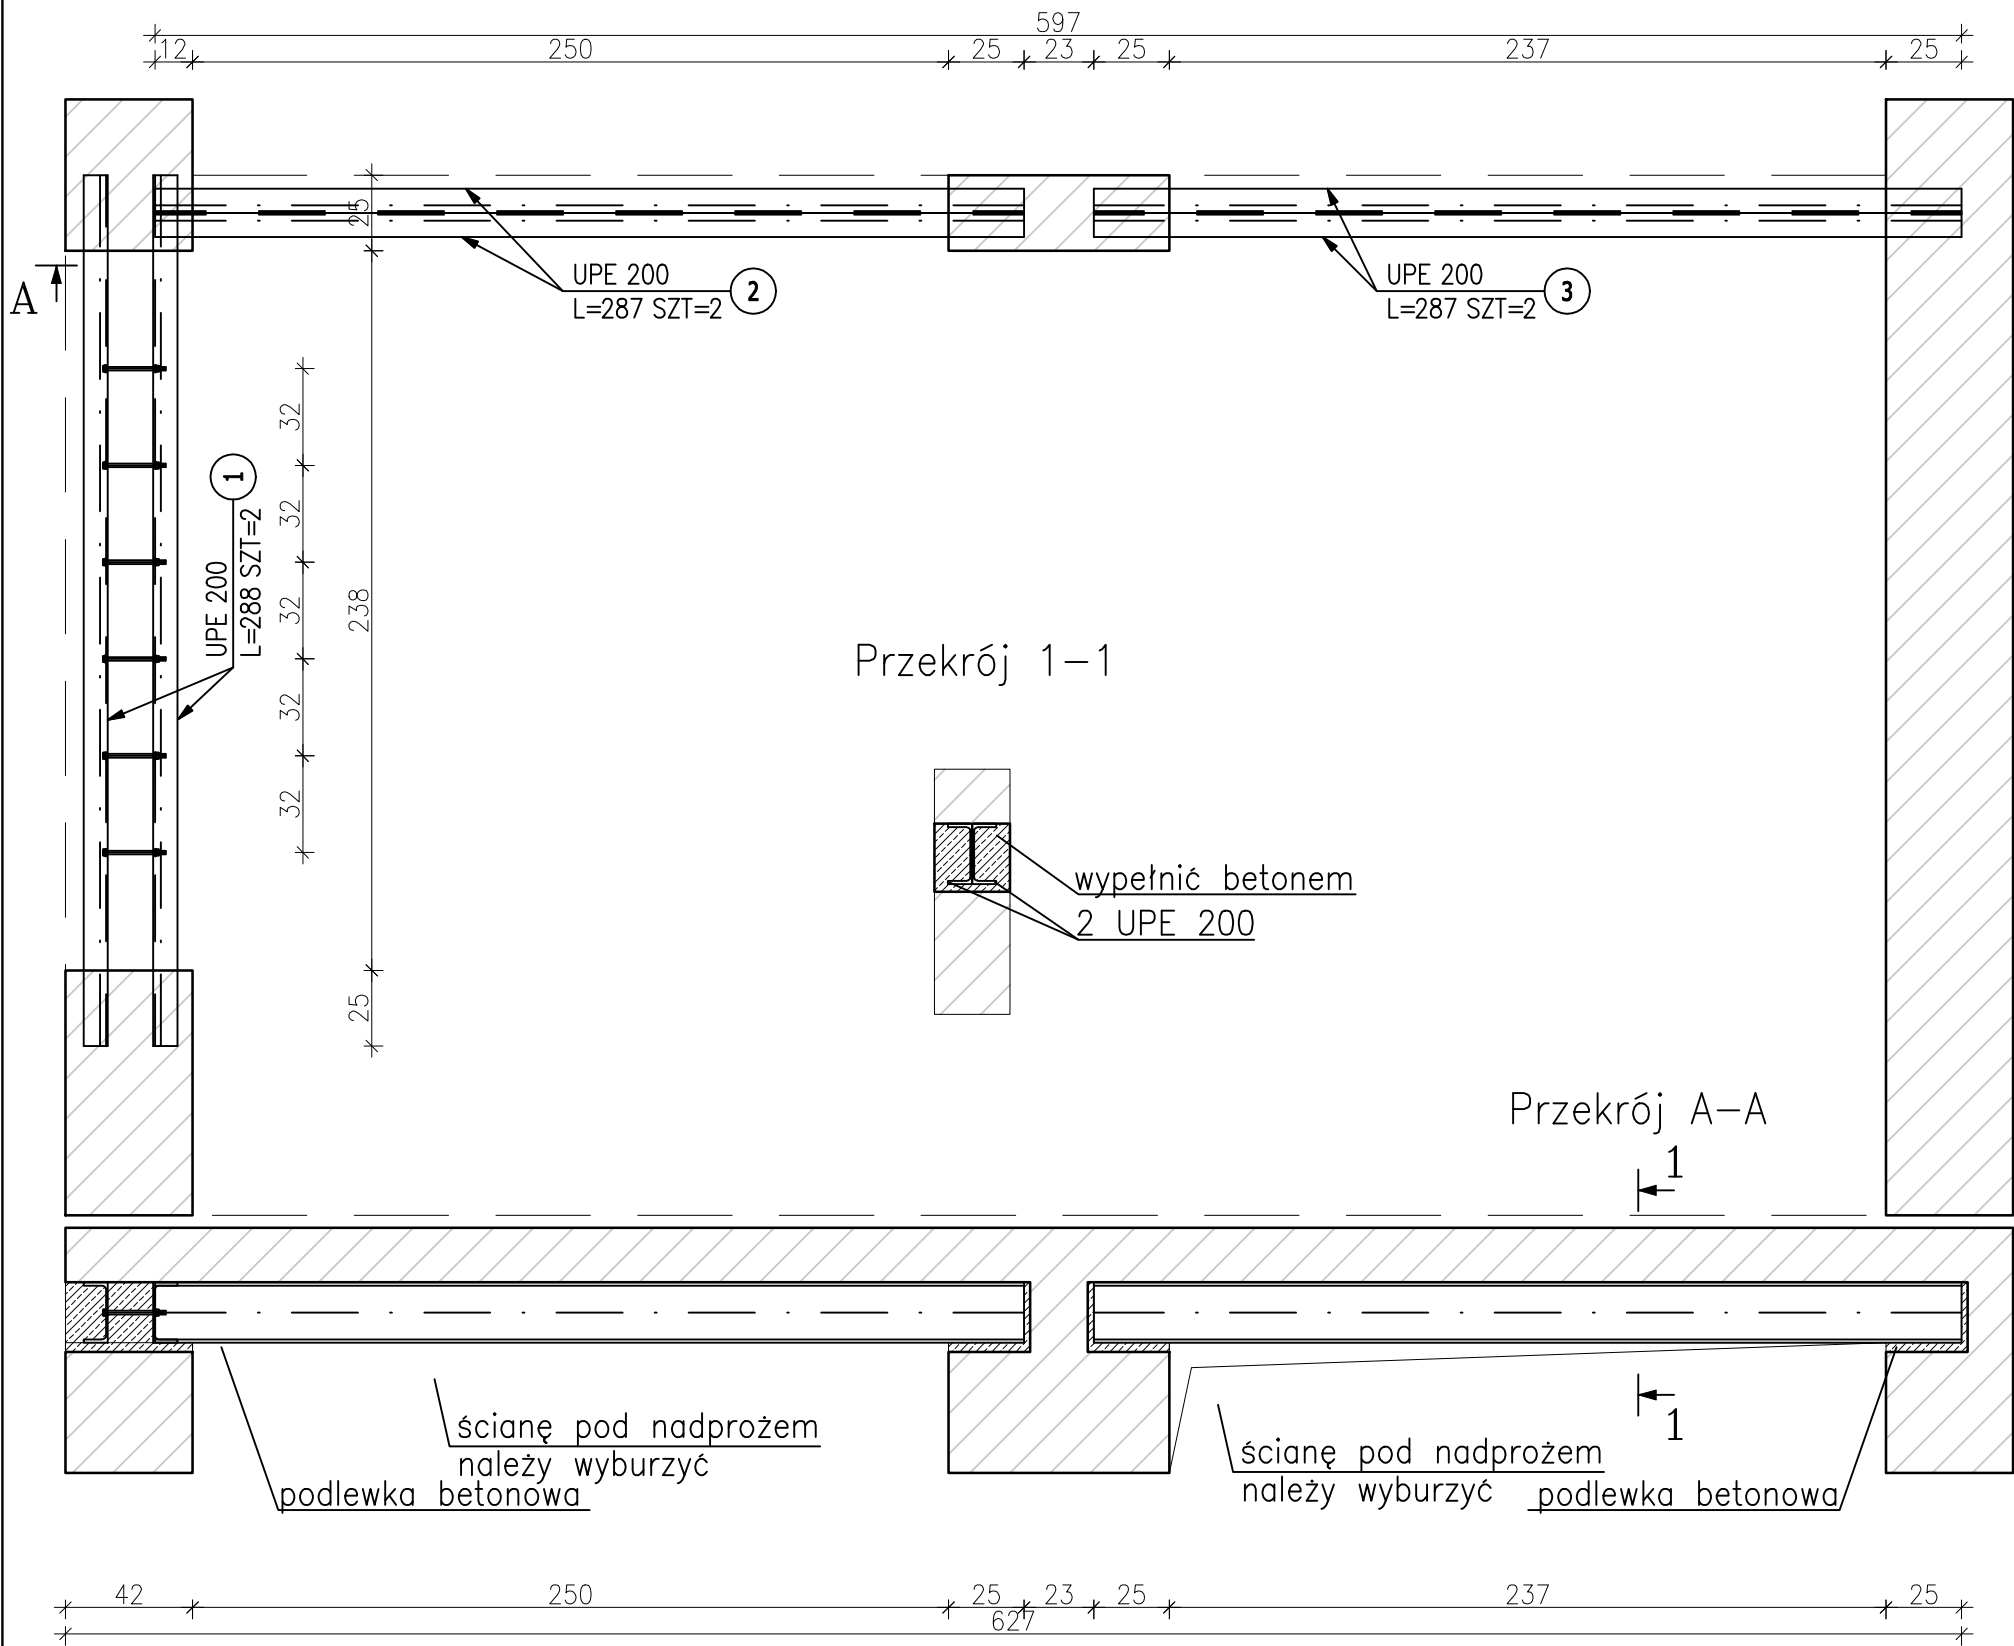 597
12 250 25 23 25 237 25
25
UPE 200
L=287 SZT=2
2
UPE 200
L=287 SZT=2
3
A
32
32
32
32
32
1
UPE 200
L=288 SZT=2
238
25
Przekrój 1-1
wypełnić betonem
2 UPE 200
Przekrój A-A
1
1
ścianę pod nadprożem
należy wyburzyć
podlewka betonowa
ścianę pod nadprożem
należy wyburzyć
podlewka betonowa
42 250 25 23 25 237 25
627